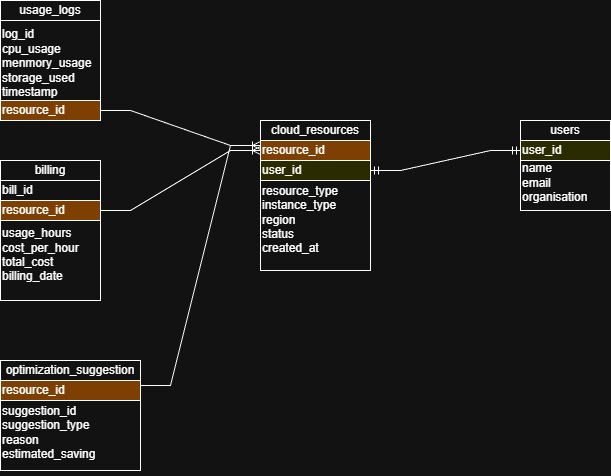 usage_logs
log_id
cpu_usage
menmory_usage
storage_used
timestamp
resource_id
billing
bill_id
resource_id
usage_hours
cost_per_hour
total_cost
billing_date
optimization_suggestion
resource_id
suggestion_id
suggestion_type
reason
estimated_saving
cloud_resources
resource_id
user_id
resource_type
instance_type
region
status
created_at
users
user_id
name
email
organisation